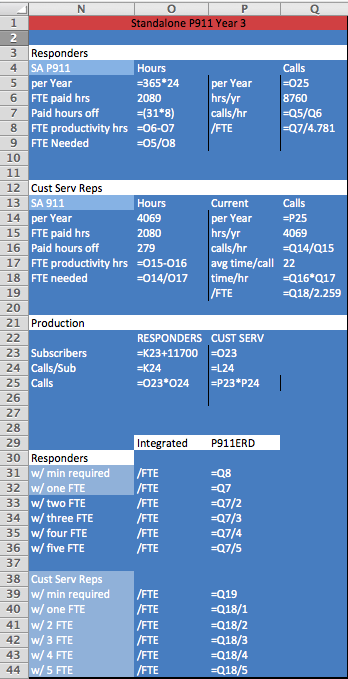 N O P Q
1 Standalone P911 Year 3
2
3 Responders
4 SA P911 Hours Calls
5 per Year =365*24 per Year =O25
6 FTE paid hrs 2080 hrs/yr 8760
7 Paid hours off =(31*8) calls/hr =Q5/Q6
8 FTE productivity hrs =O6-O7 /FTE =Q7/4.781
9 FTE Needed =O5/O8
10
11
12 Cust Serv Reps
13 SA 911 Hours Current Calls
14 per Year 4069 per Year =P25
15 FTE paid hrs 2080 hrs/yr 4069
16 Paid hours off 279 calls/hr =Q14/Q15
17 FTE productivity hrs =O15-O16 avg time/call 22
18 FTE needed =O14/O17 time/hr =Q16*Q17
19 /FTE =Q18/2.259
20
21 Production
22 RESPONDERS CUST SERV
23 Subscribers =K23+11700 =O23
24 Calls/Sub =K24 =L24
25 Calls =O23*O24 =P23*P24
26
27
28
29 Integrated P911ERD
30 Responders
31 w/ min required /FTE =Q8
32 w/ one FTE /FTE =Q7
33 w/ two FTE /FTE =Q7/2
34 w/ three FTE /FTE =Q7/3
35 w/ four FTE /FTE =Q7/4
36 w/ five FTE /FTE =Q7/5
37
38 Cust Serv Reps
39 w/ min required /FTE =Q19
40 w/ one FTE /FTE =Q18/1
41 w/ 2 FTE /FTE =Q18/2
42 w/ 3 FTE /FTE =Q18/3
43 w/ 4 FTE /FTE =Q18/4
44 w/ 5 FTE /FTE =Q18/5